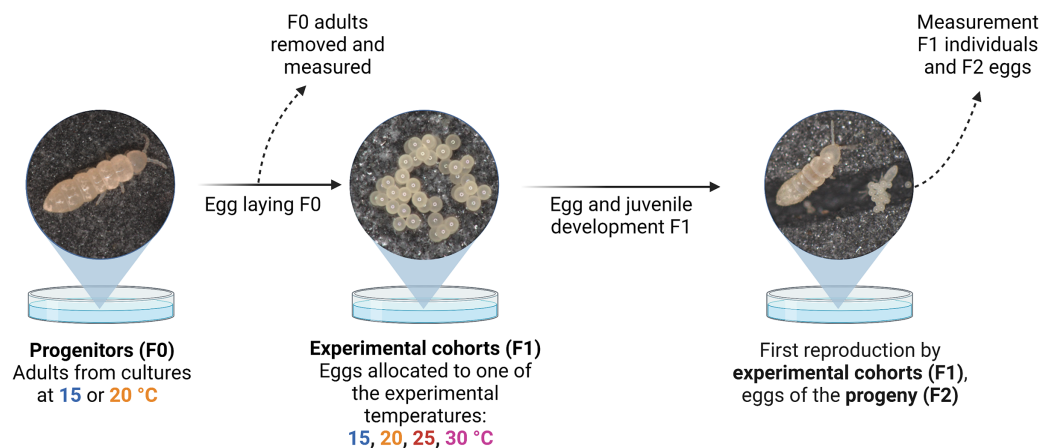 F0 adults
removed and
measured
Measurement
F1 individuals
and F2 eggs
Egg laying F0
Egg and juvenile
development F1
Progenitors (F0)
Adults from cultures
at 15 or 20 °C
Experimental cohorts (F1)
Eggs allocated to one of
the experimental
temperatures:
15, 20, 25, 30 °C
First reproduction by
experimental cohorts (F1),
eggs of the progeny (F2)